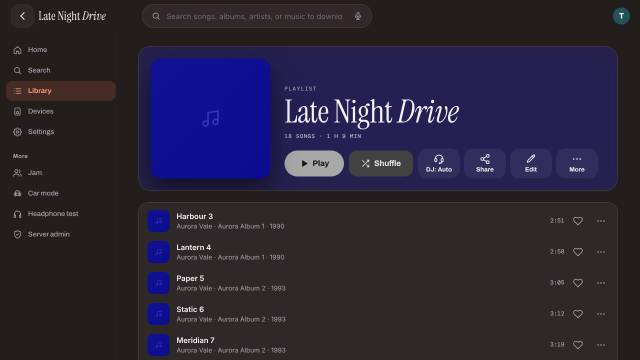 Late Night Drive
Search songs, albums, artists, or music to downlo
T
Home
Search
Library
Devices
Settings
More
Jam
Car mode
Headphone test
Server admin
PLAYLIST
Late Night Drive
18 SONGS · 1 H 9 MIN
Play
Shuffle
DJ: Auto
Share
Edit
More
Harbour 3
Aurora Vale · Aurora Album 1 · 1990
2:51
Lantern 4
Aurora Vale · Aurora Album 1 · 1990
2:58
Paper 5
Aurora Vale · Aurora Album 2 · 1993
3:05
Static 6
Aurora Vale · Aurora Album 2 · 1993
3:12
Meridian 7
Aurora Vale · Aurora Album 2 · 1993
3:19